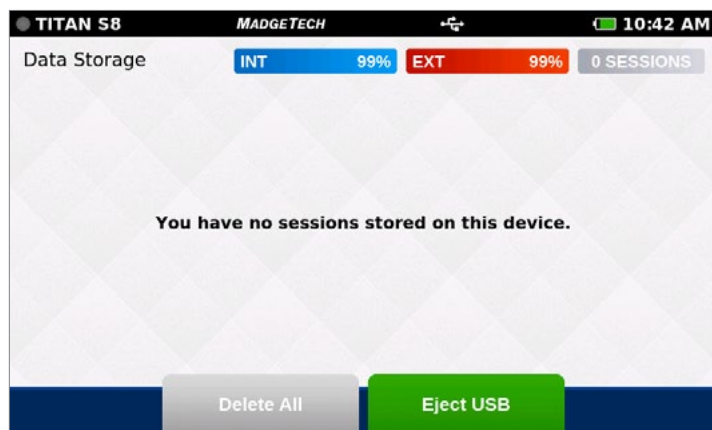 TITAN S8 MADGETECH 10:42 AM
Data Storage INT 99% EXT 99% 0 SESSIONS
You have no sessions stored on this device.
Delete All Eject USB